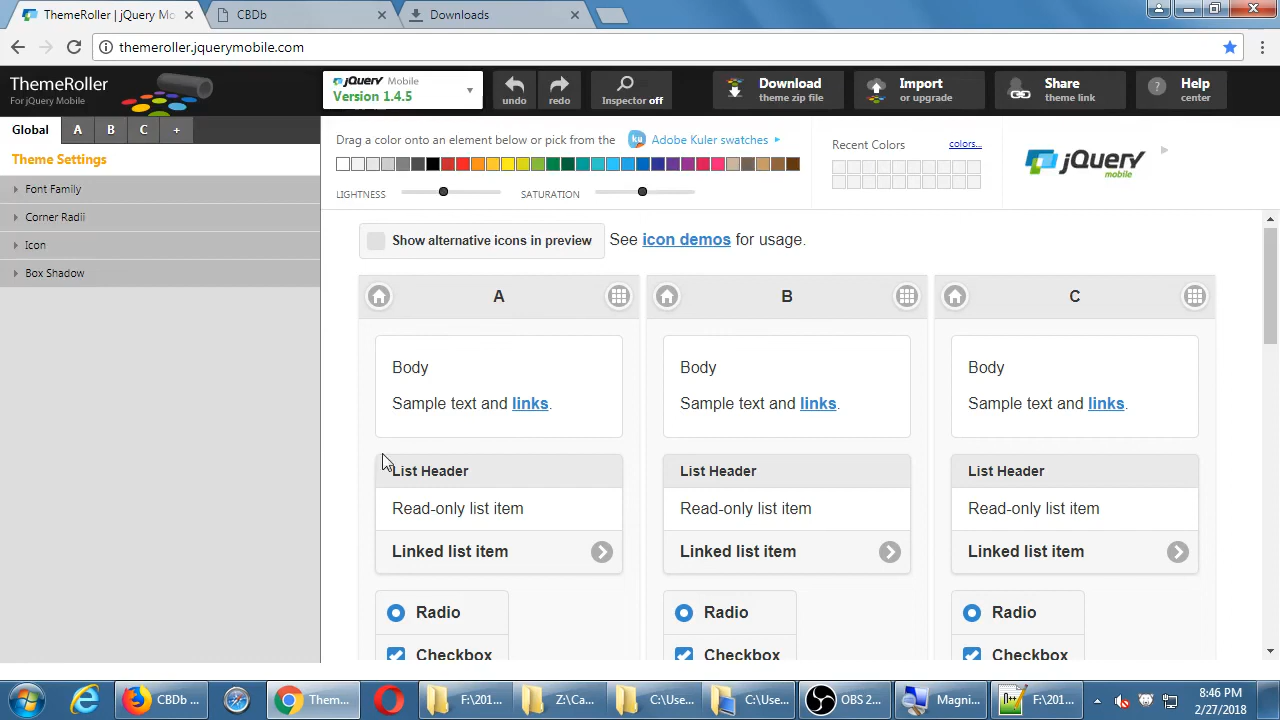 ThemeRoller | jQuery Mo
CBDb
Downloads
themeroller.jquerymobile.com
ThemeRoller
For jQuery Mobile
jQuery Mobile
Version 1.4.5
undo
redo
Inspector off
Download
theme zip file
Import
or upgrade
Share
theme link
Help
center
Global
A
B
C
+
Theme Settings
Font Family
Corner Radii
Icon
Box Shadow
Drag a color onto an element below or pick from the
ku
Adobe Kuler swatches
LIGHTNESS
SATURATION
Recent Colors
colors...
jQuery
mobile
Show alternative icons in preview
See icon demos for usage.
A
B
C
Body
Sample text and links.
List Header
Read-only list item
Linked list item
Radio
Checkbox
Body
Sample text and links.
List Header
Read-only list item
Linked list item
Radio
Checkbox
Body
Sample text and links.
List Header
Read-only list item
Linked list item
Radio
Checkbox
CBDb ...
Them...
F:\201...
Z:\Ca...
C:\Use...
C:\Use...
OBS 2...
Magni...
F:\201...
8:46 PM
2/27/2018